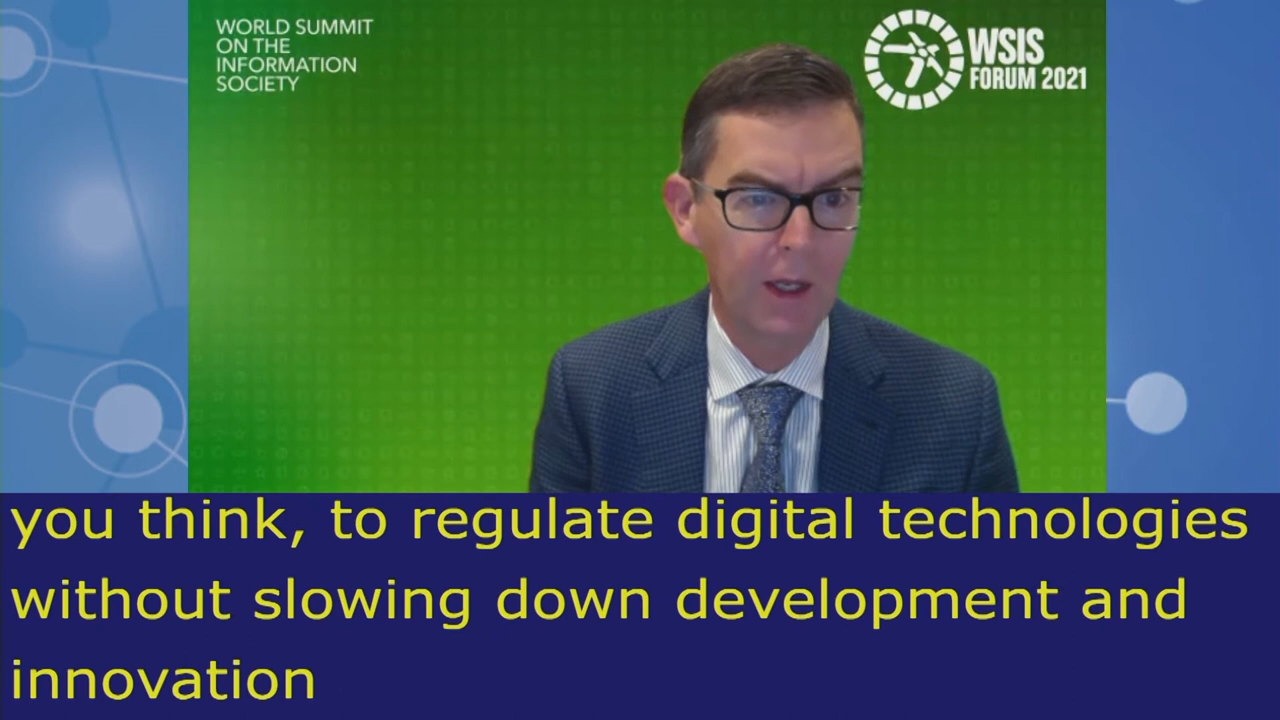 WORLD SUMMIT
ON THE
INFORMATION
SOCIETY
WSIS
FORUM 2021
you think, to regulate digital technologies
without slowing down development and
innovation